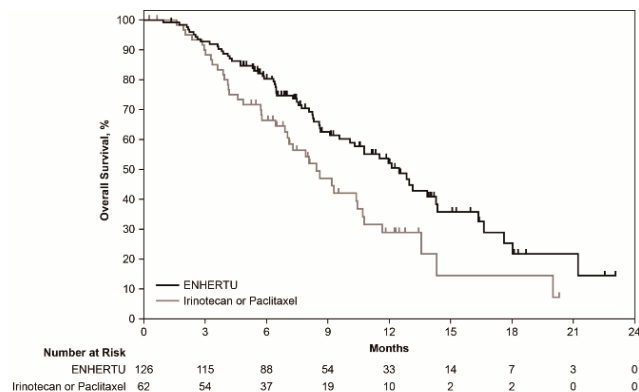 100
90
80
70
60
50
40
30
20
10
0
Overall Survival, %
ENHERTU
Irinotecan or Paclitaxel
0 3 6 9 12 15 18 21 24
Months
Number at Risk
ENHERTU 126 115 88 54 33 14 7 3 0
Irinotecan or Paclitaxel 62 54 37 19 10 2 2 0 0